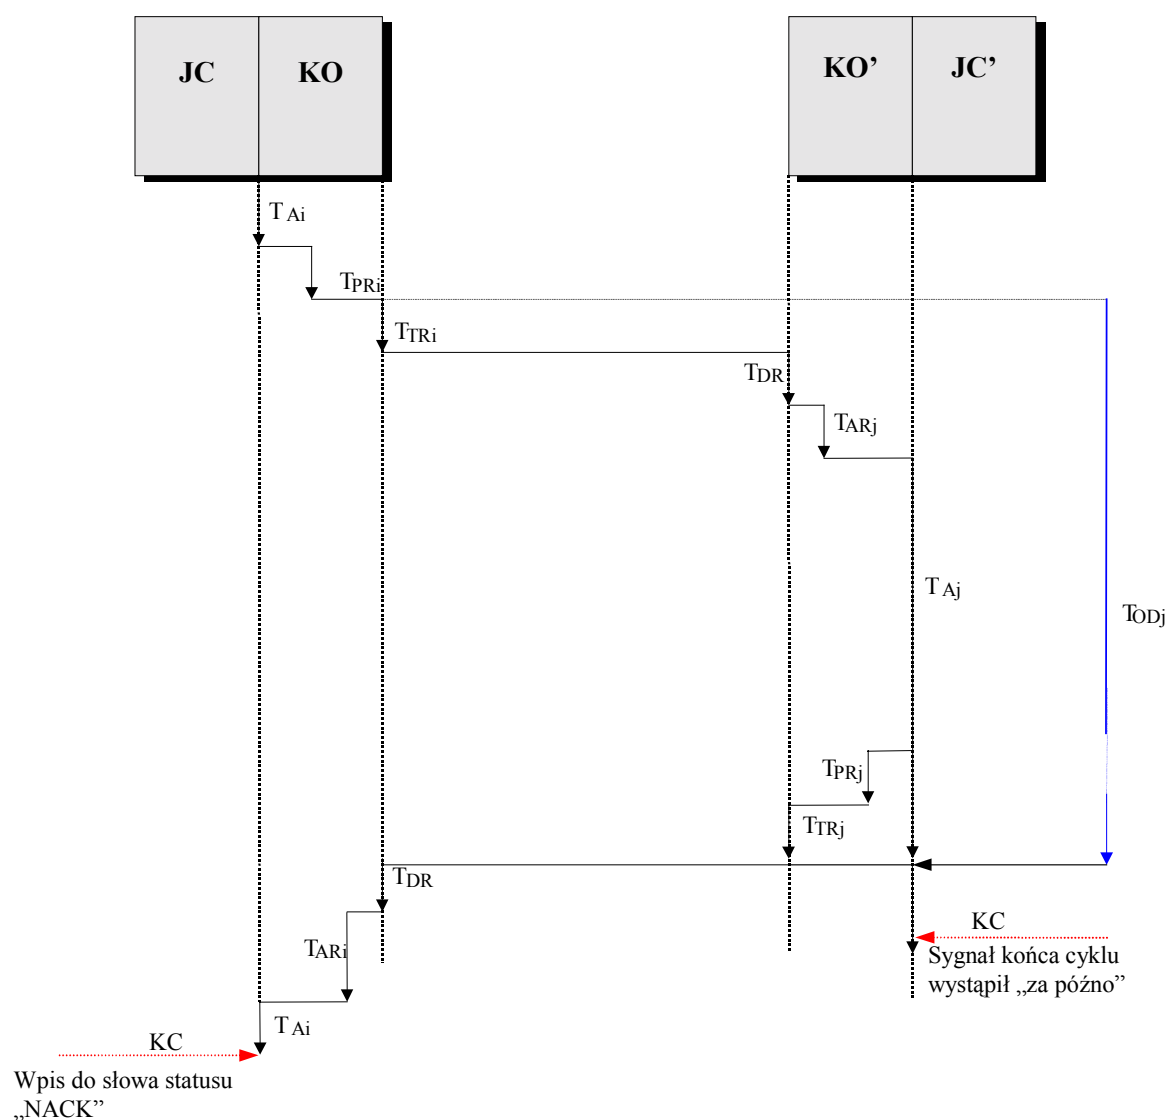 JC KO KO’ JC’
T Ai
TPRi
TTRi
TDR
TARj
T Aj
TODj
TPRj
TTRj
TDR
KC
TARi
Sygnał końca cyklu
wystąpił „za późno”
T Ai
KC
Wpis do słowa statusu
„NACK”